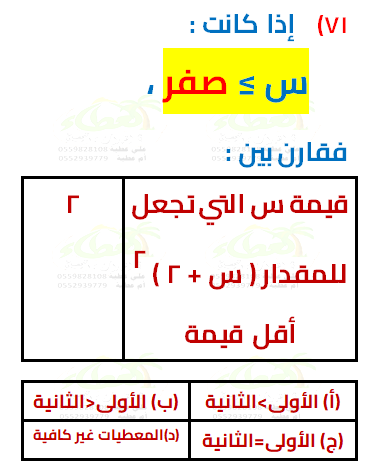 ٧١) إذا كانت :
س ≤ صفر ،
فقارن بين :
قيمة س التي تجعل
للمقدار ( س + ٢ )٢
أقل قيمة
٢
(أ) الأولى>الثانية
(ب) الأولى<الثانية
(ج) الأولى=الثانية
(د)المعطيات غير كافية